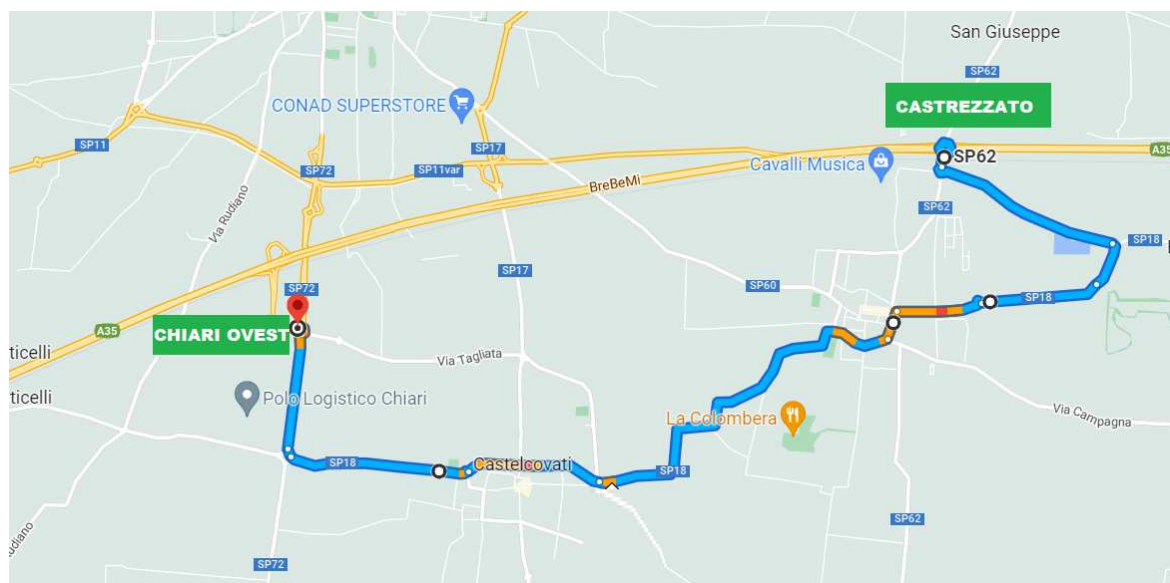 San Giuseppe
SP62
CASTREZZATO
CONAD SUPERSTORE
SP11
SP17
SP72
SP11var
BreBeMi
Cavalli Musica
SP62
A35
Via Rudiano
SP62
SP18
SP17
SP72
SP60
SP18
A35
CHIARI OVEST
ticelli
Via Tagliata
ticelli
Polo Logistico Chiari
La Colombera
Via Campagna
SP18
Castelcovati
SP18
SP62
udiano
SP72